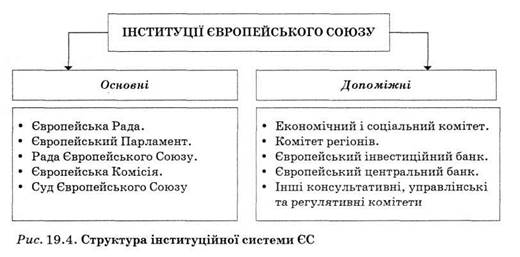 ІНСТИТУЦІЇ ЄВРОПЕЙСЬКОГО СОЮЗУ
Основні
• Європейська Рада.
• Європейський Парламент.
• Рада Європейського Союзу.
• Європейська Комісія.
• Суд Європейського Союзу
Допоміжні
• Економічний і соціальний комітет.
• Комітет регіонів.
• Європейський інвестиційний банк.
• Європейський центральний банк.
• Інші консультативні, управлінські
та регулятивні комітети
Рис. 19.4. Структура інституційної системи ЄС